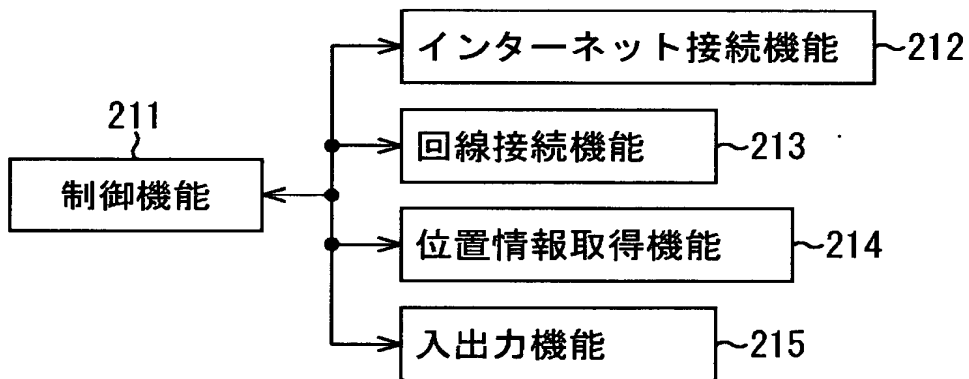 インターネット接続機能 212
211
回線接続機能 213
制御機能
位置情報取得機能 214
入出力機能 215